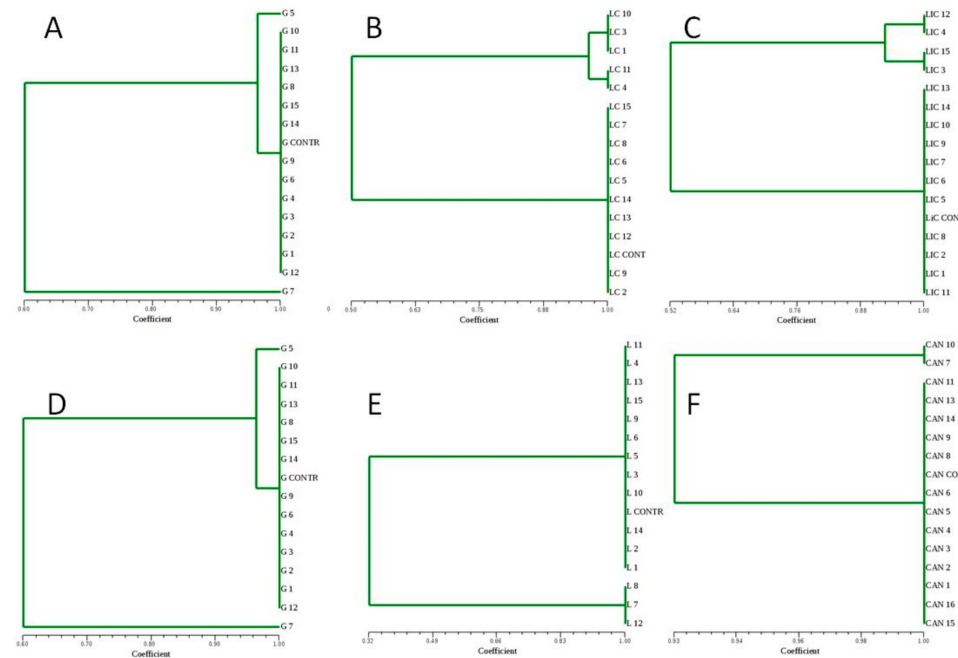 A
G 5
G 10
G 11
G 13
G 8
G 15
G 14
G CONTR
G 9
G 6
G 4
G 3
G 2
G 1
G 12
G 7
0.60 0.70 0.80 0.90 1.00
Coefficient
B
LC 10
LC 3
LC 1
LC 11
LC 4
LC 15
LC 7
LC 8
LC 6
LC 5
LC 14
LC 13
LC 12
LC CONT
LC 9
LC 2
0 0.50 0.63 0.75 0.88 1.00
Coefficient
C
LIC 12
LIC 4
LIC 15
LIC 3
LIC 13
LIC 14
LIC 10
LIC 9
LIC 7
LIC 6
LIC 5
LiC CON
LIC 8
LIC 2
LIC 1
LIC 11
0.52 0.64 0.76 0.88 1.00
Coefficient
D
G 5
G 10
G 11
G 13
G 8
G 15
G 14
G CONTR
G 9
G 6
G 4
G 3
G 2
G 1
G 12
G 7
0.60 0.70 0.80 0.90 1.00
Coefficient
E
L 11
L 4
L 13
L 15
L 9
L 6
L 5
L 3
L 10
L CONTR
L 14
L 2
L 1
L 8
L 7
L 12
0.32 0.49 0.66 0.83 1.00
Coefficient
F
CAN 10
CAN 7
CAN 11
CAN 13
CAN 14
CAN 9
CAN 8
CAN CO
CAN 6
CAN 5
CAN 4
CAN 3
CAN 2
CAN 1
CAN 16
CAN 15
0.93 0.94 0.96 0.98 1.00
Coefficient